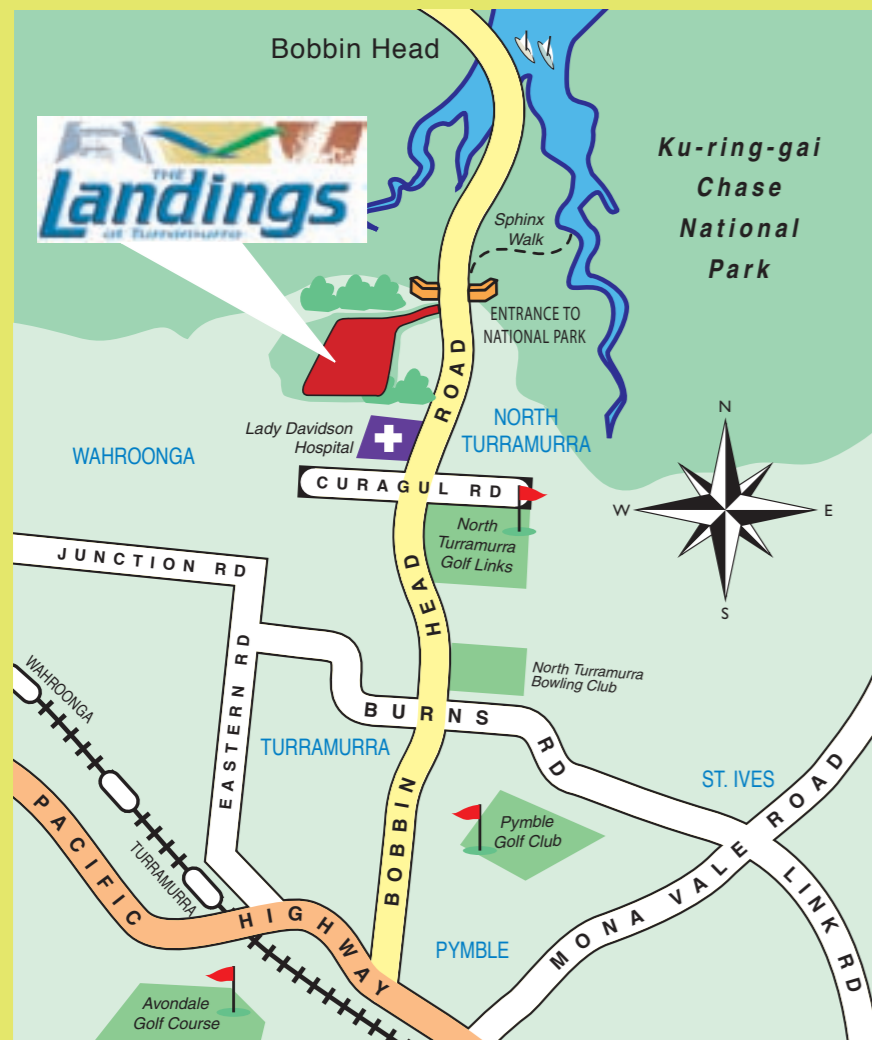 Bobbin Head
THE
Landings
at Turramurra
Ku-ring-gai
Chase
National
Park
Sphinx
Walk
ENTRANCE TO
NATIONAL PARK
NORTH
TURRAMURRA
Lady Davidson
Hospital
WAHROONGA
CURAGUL RD
North
Turramurra
Golf Links
N
W
E
S
JUNCTION RD
EASTERN RD
BOBBIN HEAD ROAD
North Turramurra
Bowling Club
WAHROONGA
BURNS RD
TURRAMURRA
ST. IVES
Pymble
Golf Club
TURRAMURRA
PACIFIC HIGHWAY
MONA VALE ROAD
LINK RD
PYMBLE
Avondale
Golf Course